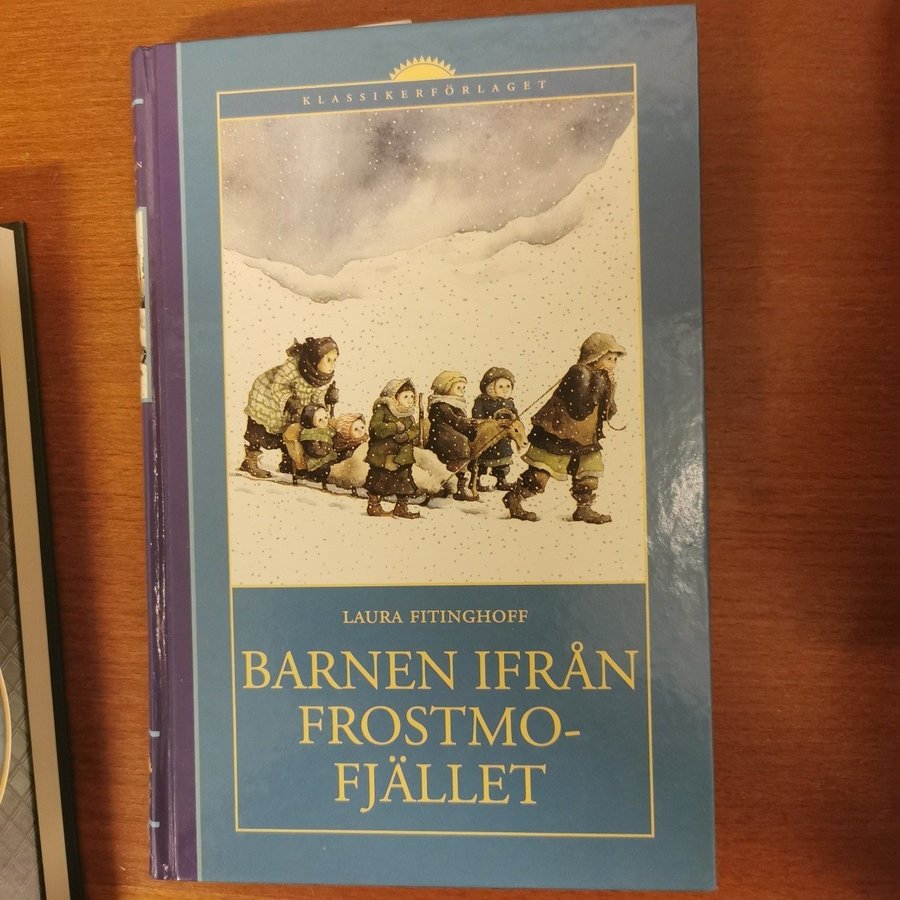 KLASSIKERFÖRLAGET
LAURA FITINGHOFF
BARNEN IFRÅN
FROSTMO-
FJÄLLET